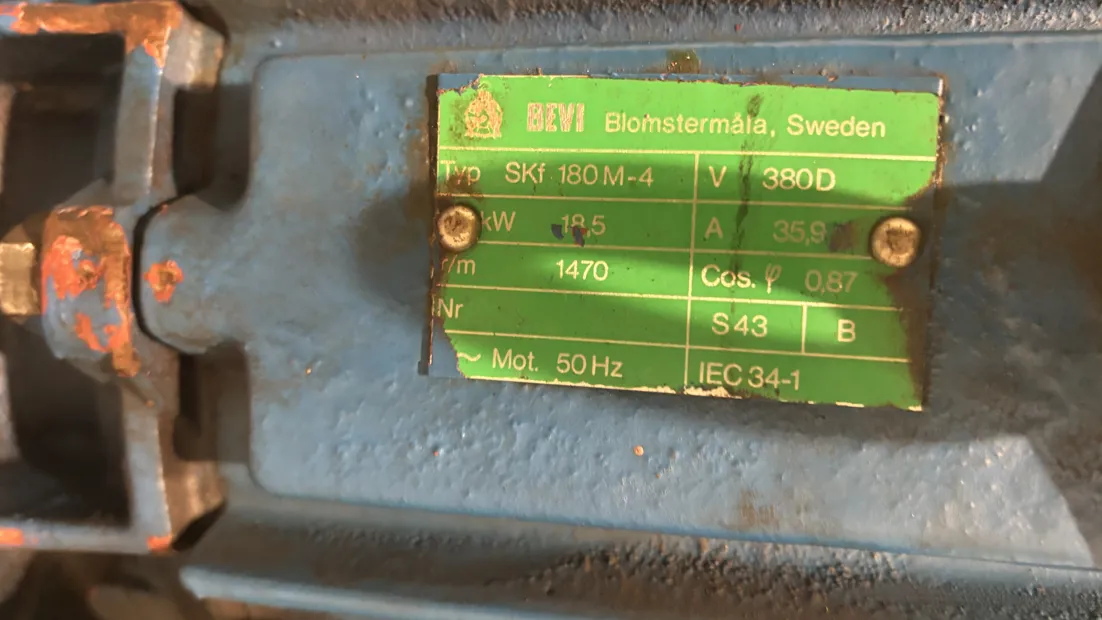 BEVI Blomstermåla, Sweden
Typ SKf 180 M-4 V 380D
kW 18,5 A 35,9
r/m 1470 Cos. φ 0,87
Nr S 43 B
~ Mot. 50 Hz IEC 34-1